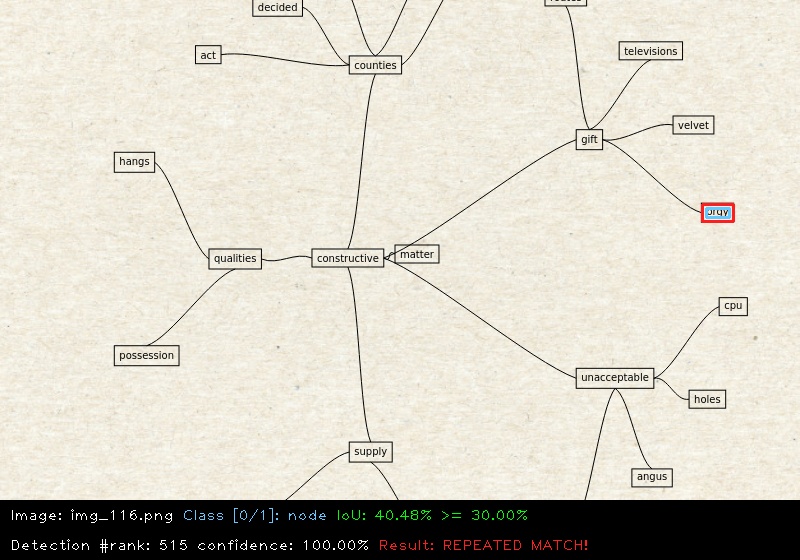 decided
act
counties
televisions
velvet
gift
hangs
orgy
qualities
constructive
matter
cpu
possession
unacceptable
holes
supply
angus
Image: img_116.png Class [0/1]: node IoU: 40.48% >= 30.00%
Detection #rank: 515 confidence: 100.00% Result: REPEATED MATCH!